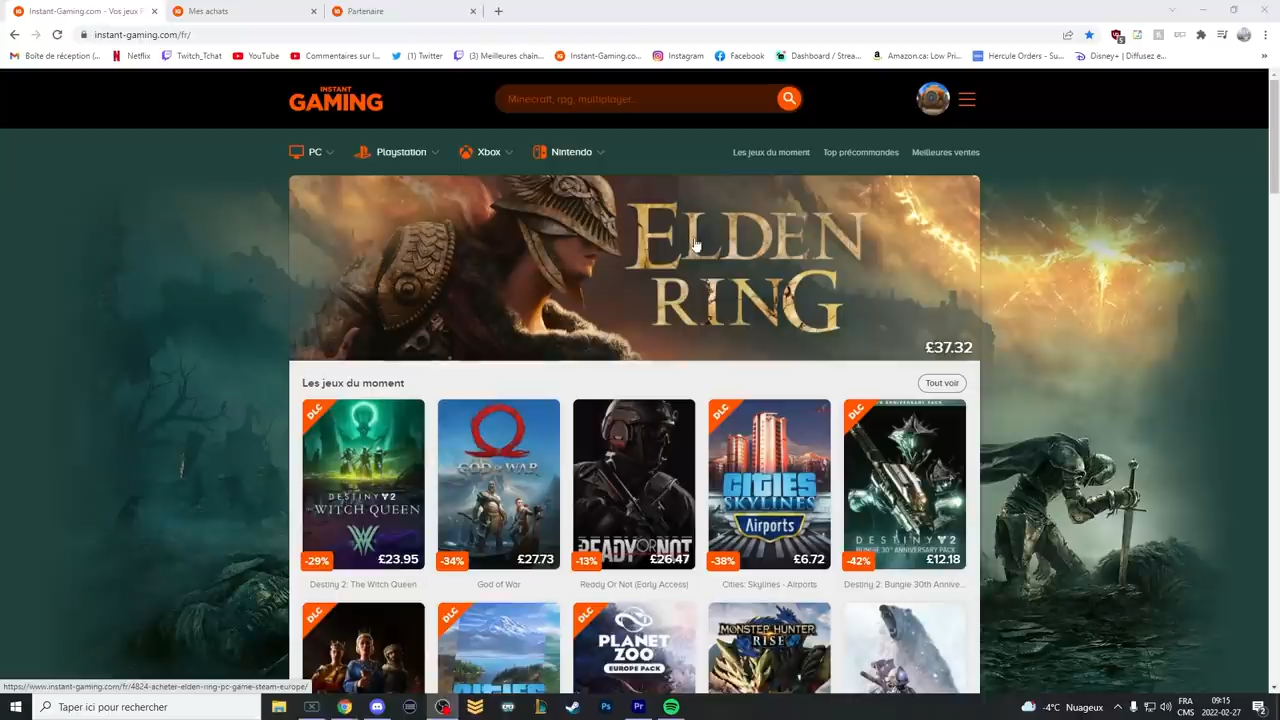 Instant-Gaming.com - Vos jeux P
Mes achats
Partenaire
instant-gaming.com/fr/
Boîte de réception (...
Netflix
Twitch_Tchat
YouTube
Commentaires sur l...
(1) Twitter
(3) Meilleures chaîn...
Instant-Gaming.co...
Instagram
Facebook
Dashboard / Strea...
Amazon.ca: Low Pri...
Hercule Orders - Su...
Disney+ | Diffusez e...
»
INSTANT
GAMING
Minecraft, rpg, multiplayer...
PC
Playstation
Xbox
Nintendo
Les jeux du moment
Top précommandes
Meilleures ventes
ELDEN
RING
£37.32
Les jeux du moment
Tout voir
DLC
DESTINY 2
THE WITCH QUEEN
-29%
£23.95
GOD OF WAR
-34%
£27.73
READY OR NOT
-13%
£26.47
DLC
CITIES
SKYLINES
Airports
-38%
£6.72
DLC
DESTINY 2
BUNGIE 30TH ANNIVERSARY PACK
-42%
£12.18
Destiny 2: The Witch Queen
God of War
Ready Or Not (Early Access)
Cities: Skylines - Airports
Destiny 2: Bungie 30th Annive...
DLC
DLC
DLC
PLANET
ZOO
EUROPE PACK
MONSTER HUNTER
RISE
https://www.instant-gaming.com/fr/4824-acheter-elden-ring-pc-game-steam-europe/
Taper ici pour rechercher
-4°C Nuageux
FRA
CMS
09:15
2022-02-27
2